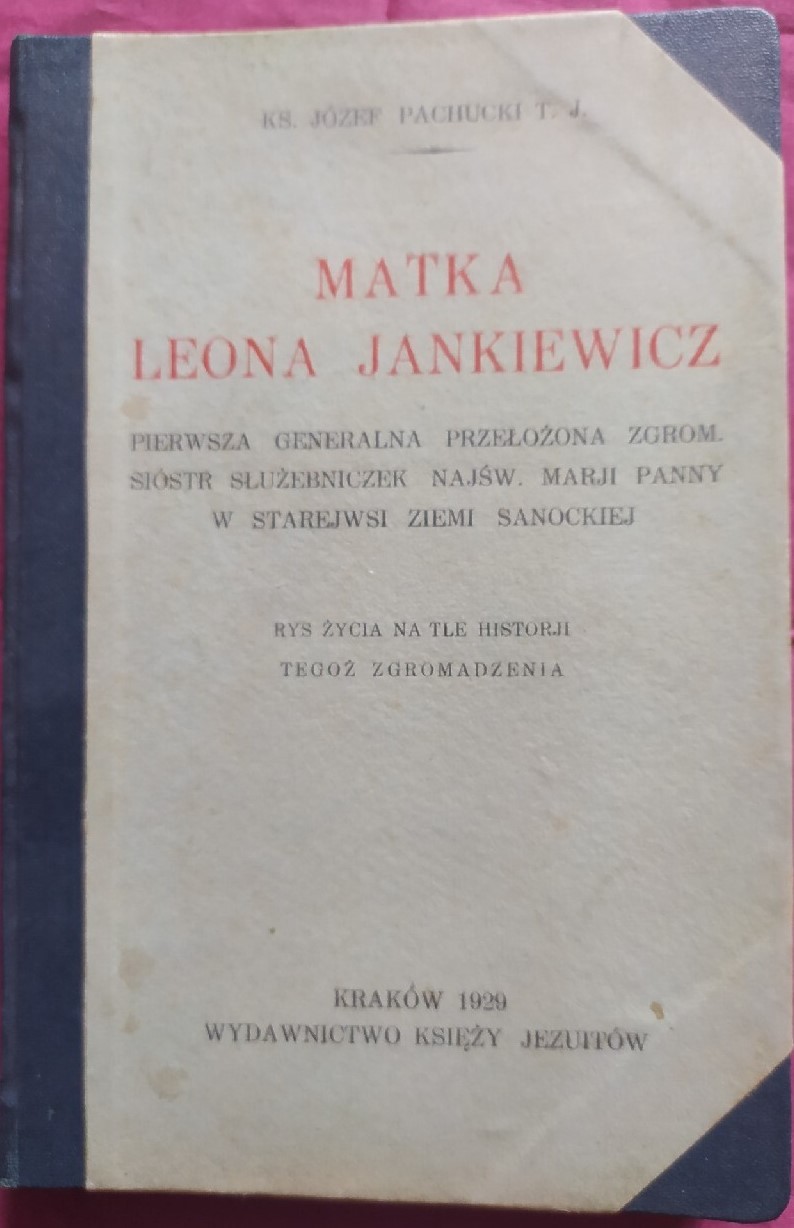 KS. JÓZEF PACHUCKI T. J.
MATKA
LEONA JANKIEWICZ
PIERWSZA GENERALNA PRZEŁOŻONA ZGROM.
SIÓSTR SŁUŻEBNICZEK NAJŚW. MARJI PANNY
W STAREJWSI ZIEMI SANOCKIEJ
RYS ŻYCIA NA TLE HISTORJI
TEGOŻ ZGROMADZENIA
KRAKÓW 1929
WYDAWNICTWO KSIĘŻY JEZUITÓW